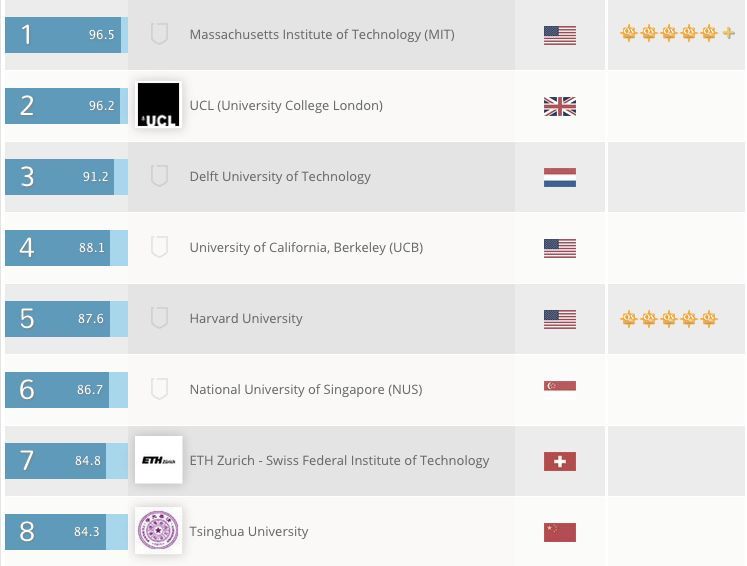 1 96.5 Massachusetts Institute of Technology (MIT)
2 96.2 UCL UCL (University College London)
3 91.2 Delft University of Technology
4 88.1 University of California, Berkeley (UCB)
5 87.6 Harvard University
6 86.7 National University of Singapore (NUS)
7 84.8 ETH zürich ETH Zurich - Swiss Federal Institute of Technology
8 84.3 Tsinghua University